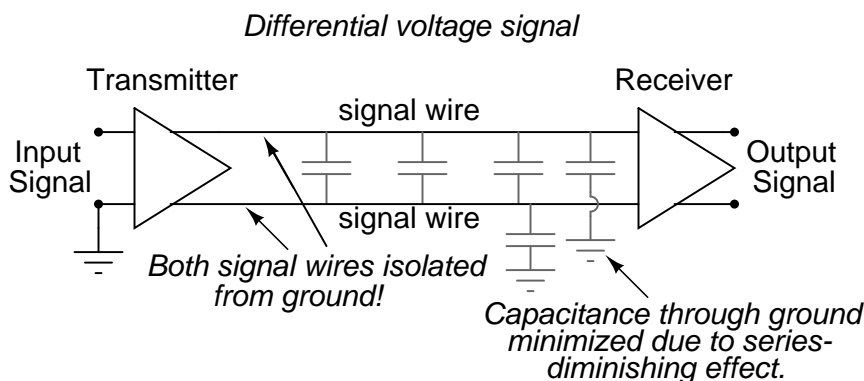 Differential voltage signal
Transmitter
Receiver
signal wire
Input
Signal
Output
Signal
signal wire
Both signal wires isolated
from ground!
Capacitance through ground
minimized due to series-
diminishing effect.